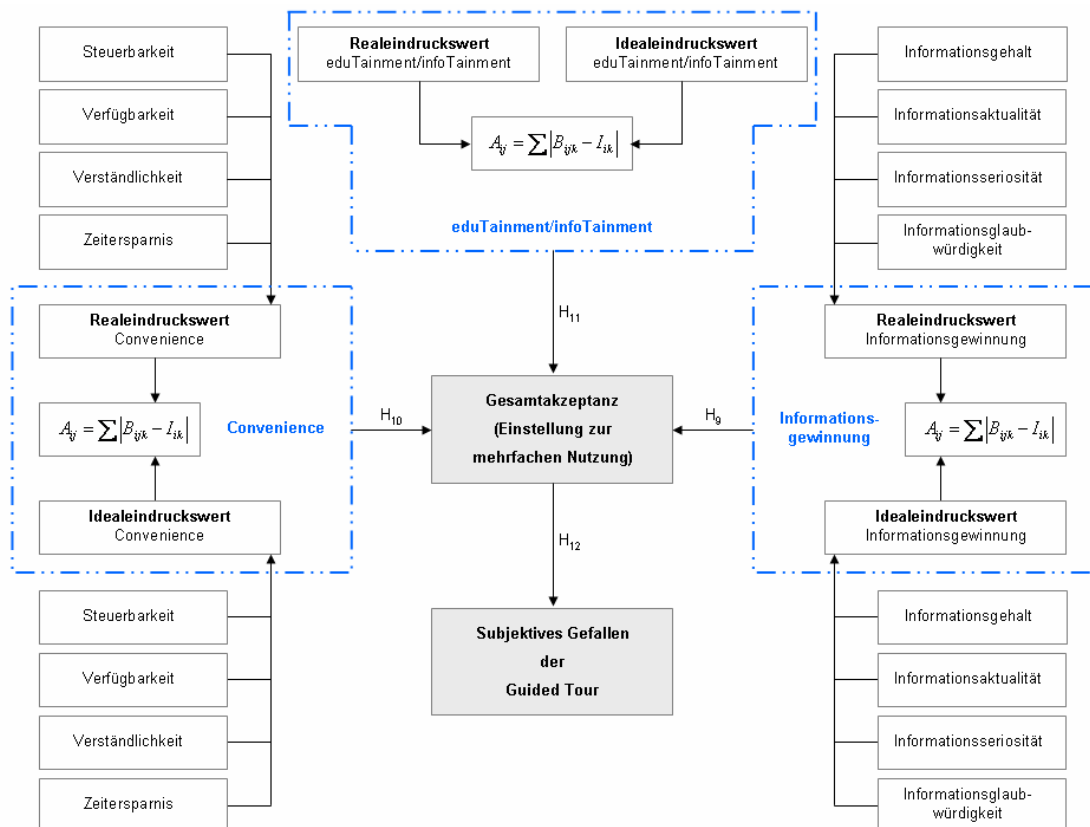 Steuerbarkeit
Verfügbarkeit
Verständlichkeit
Zeitersparnis
Realeindruckswert
eduTainment/infoTainment
Idealeindruckswert
eduTainment/infoTainment
A_ij = ∑|B_ijk − I_ik|
eduTainment/infoTainment
Informationsgehalt
Informationsaktualität
Informationsseriosität
Informationsglaub-
würdigkeit
Realeindruckswert
Convenience
A_ij = ∑|B_ijk − I_ik|
Convenience
Idealeindruckswert
Convenience
H₁₁
H₁₀
Gesamtakzeptanz
(Einstellung zur
mehrfachen Nutzung)
H₉
Realeindruckswert
Informationsgewinnung
Informations-
gewinnung
A_ij = ∑|B_ijk − I_ik|
Idealeindruckswert
Informationsgewinnung
H₁₂
Subjektives Gefallen
der
Guided Tour
Steuerbarkeit
Verfügbarkeit
Verständlichkeit
Zeitersparnis
Informationsgehalt
Informationsaktualität
Informationsseriosität
Informationsglaub-
würdigkeit